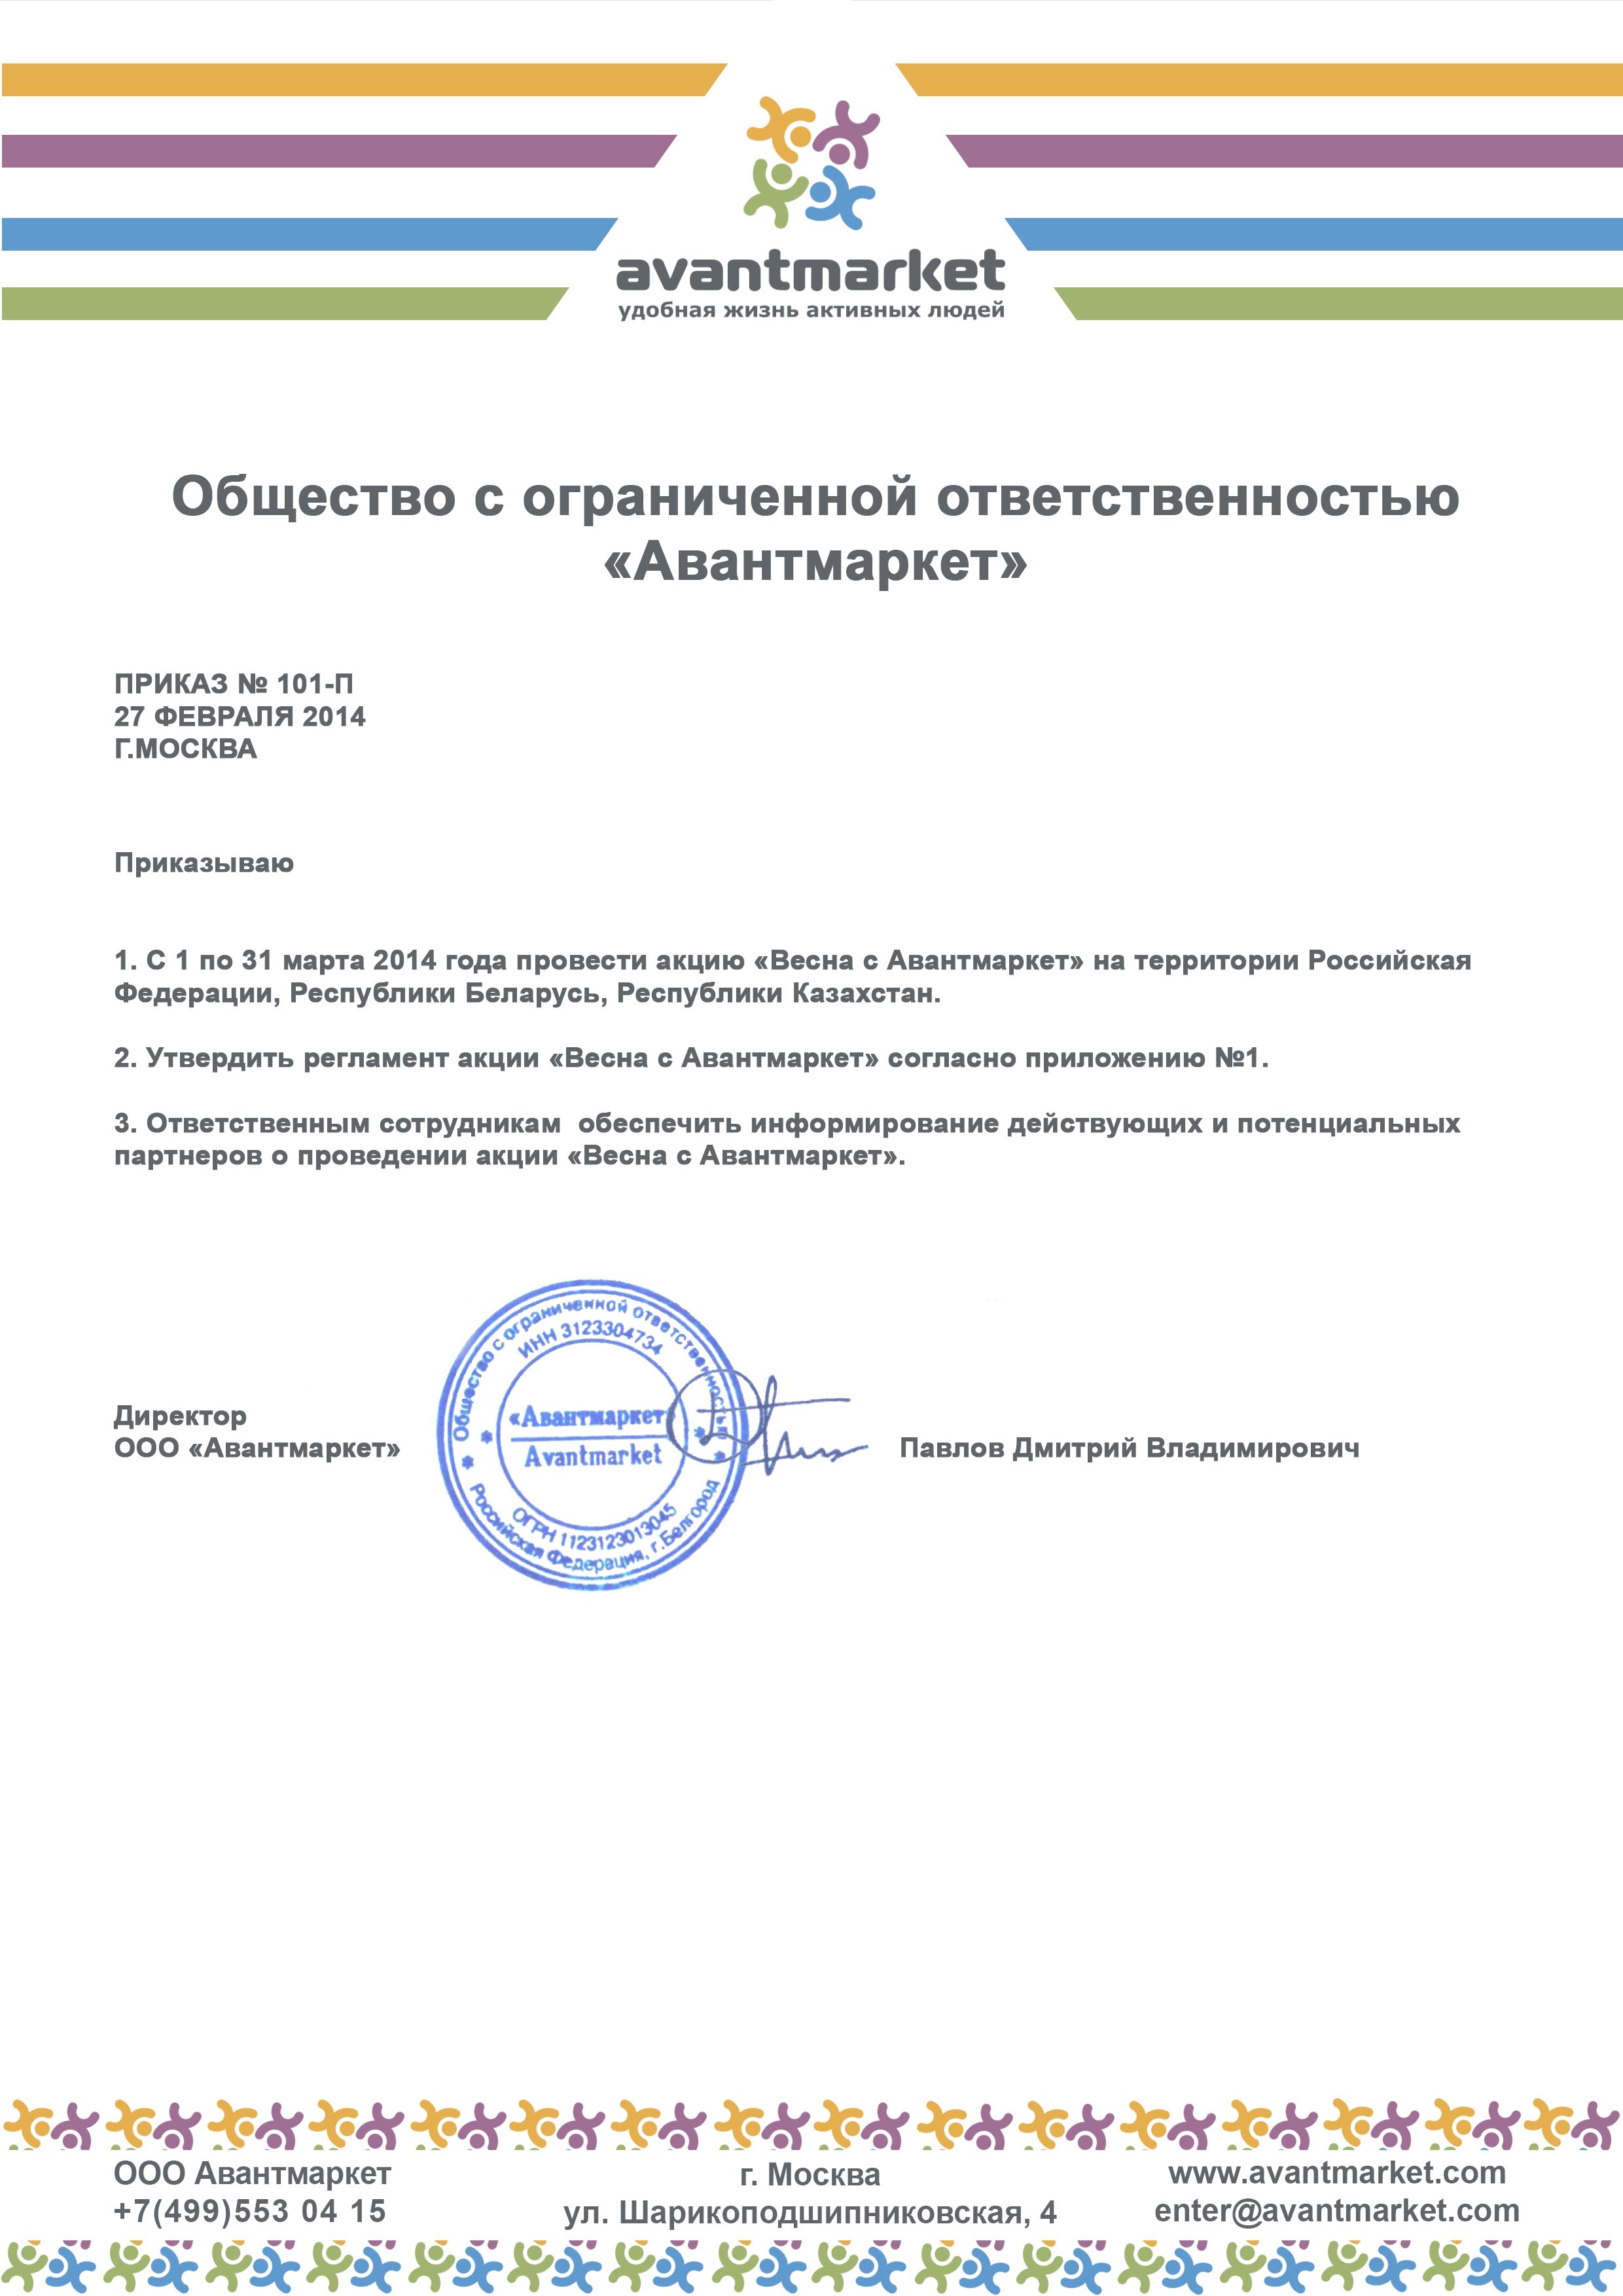 avantmarket
удобная жизнь активных людей
Общество с ограниченной ответственностью
«Авантмаркет»
ПРИКАЗ № 101-П
27 ФЕВРАЛЯ 2014
Г.МОСКВА
Приказываю
1. С 1 по 31 марта 2014 года провести акцию «Весна с Авантмаркет» на территории Российская
Федерации, Республики Беларусь, Республики Казахстан.
2. Утвердить регламент акции «Весна с Авантмаркет» согласно приложению №1.
3. Ответственным сотрудникам  обеспечить информирование действующих и потенциальных
партнеров о проведении акции «Весна с Авантмаркет».
Директор
ООО «Авантмаркет»
Общество с ограниченной ответственностью
ИНН 3123304734
«Авантмаркет
Avantmarket
ОГРН 1123123013045
Российская Федерация, г.Белгород
Павлов Дмитрий Владимирович
ООО Авантмаркет
+7(499)553 04 15
г. Москва
ул. Шарикоподшипниковская, 4
www.avantmarket.com
enter@avantmarket.com